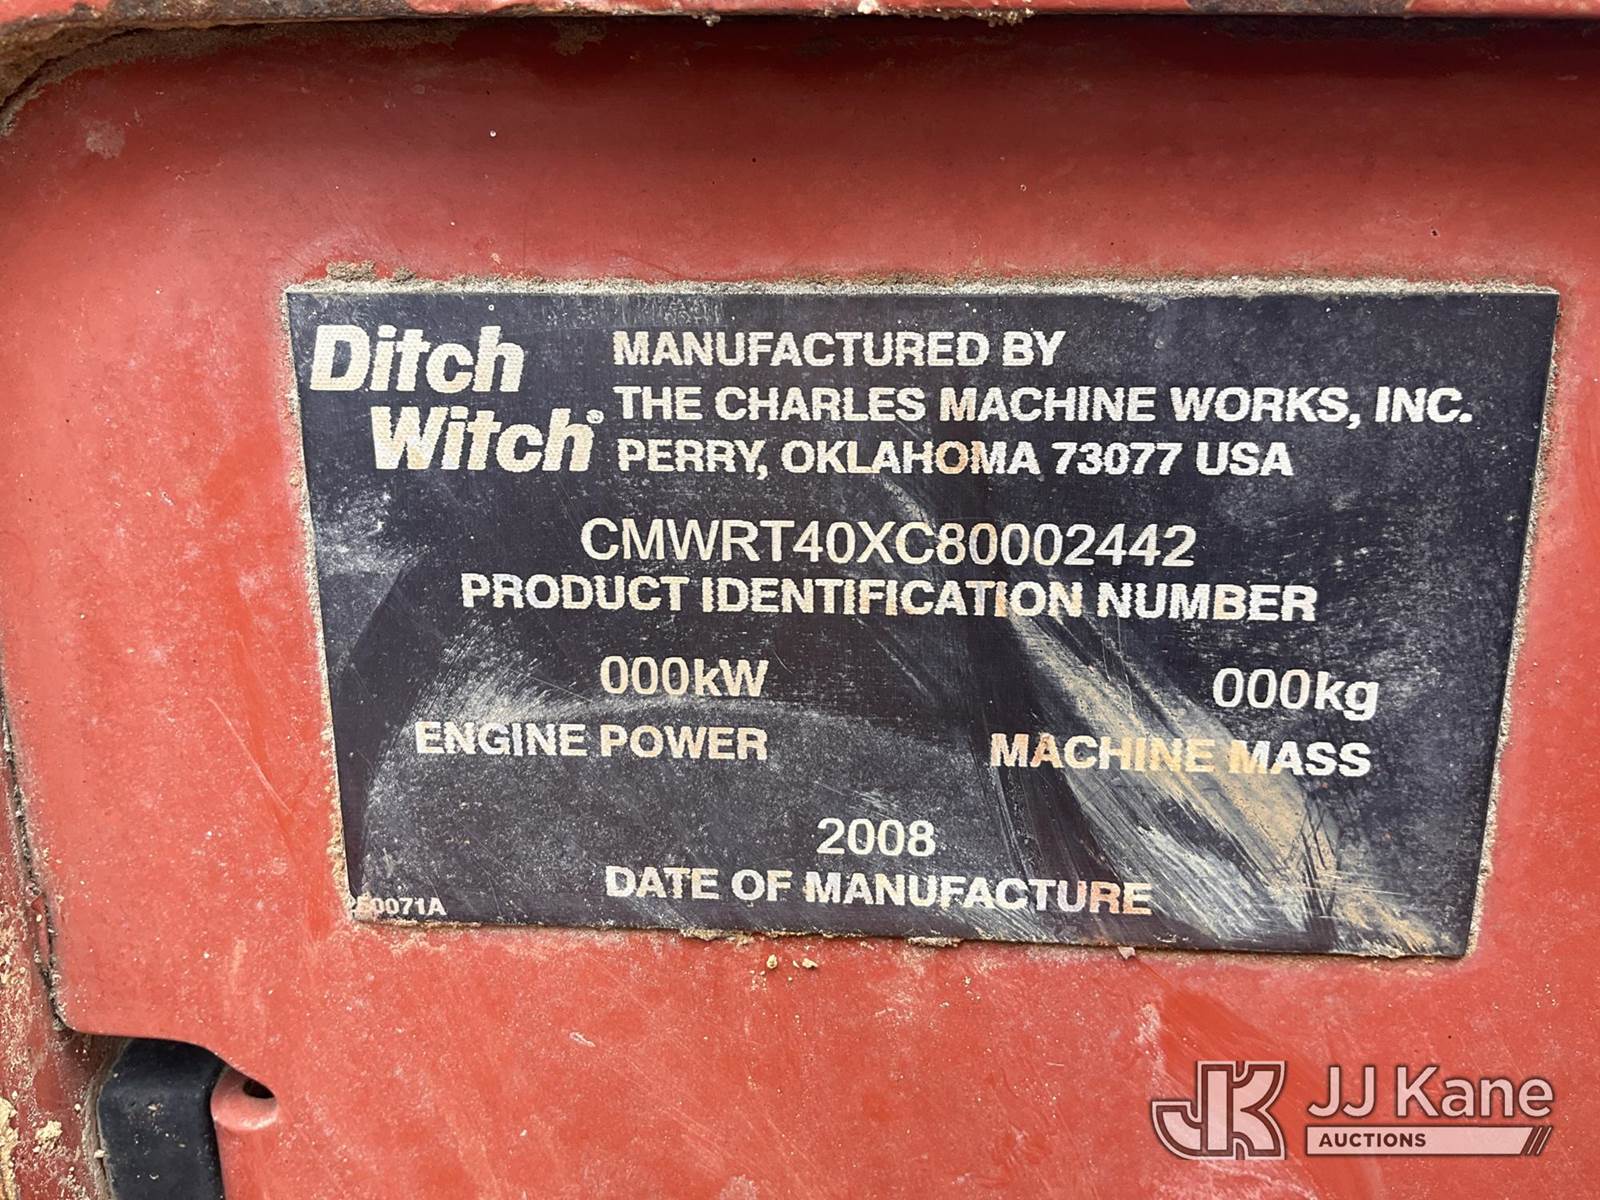 Ditch Witch®
MANUFACTURED BY
THE CHARLES MACHINE WORKS, INC.
PERRY, OKLAHOMA 73077 USA
CMWRT40XC80002442
PRODUCT IDENTIFICATION NUMBER
000kW
ENGINE POWER
000kg
MACHINE MASS
2008
DATE OF MANUFACTURE
JJ Kane
AUCTIONS